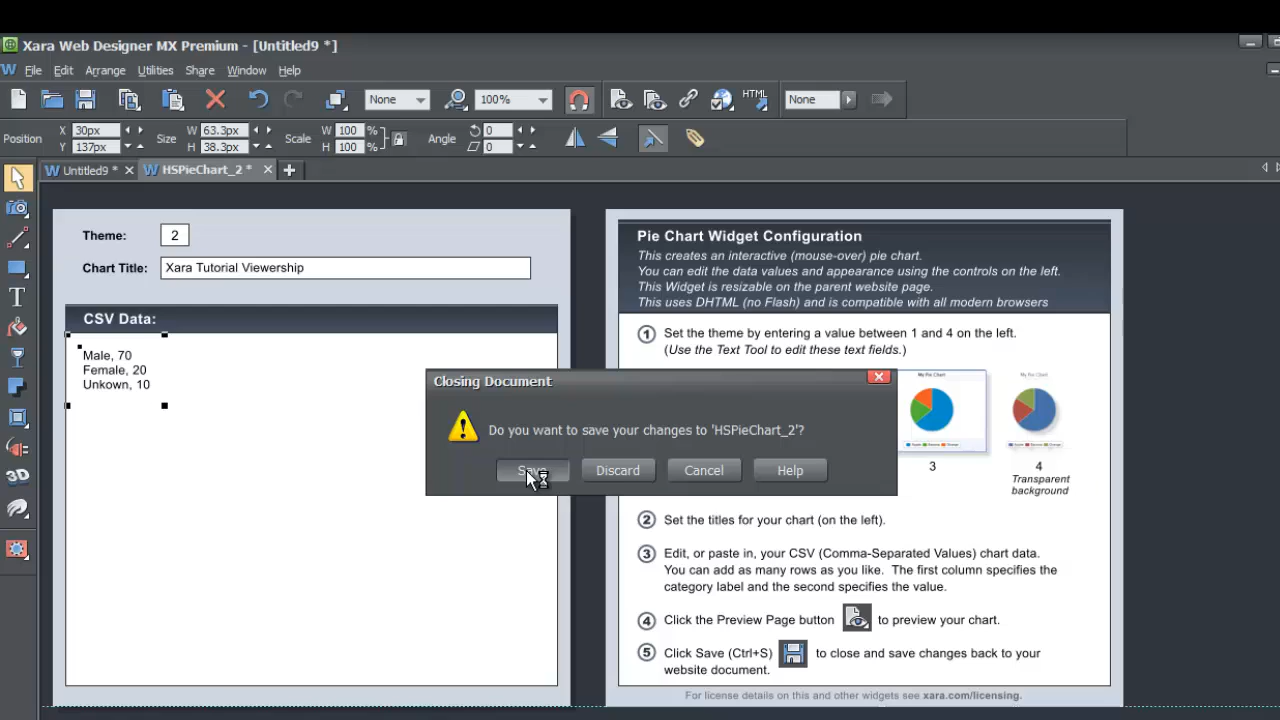 Xara Web Designer MX Premium - [Untitled9 *]
File Edit Arrange Utilities Share Window Help
None 100% HTML None
Position X 30px Size W 63.3px Scale W 100 % Angle 0
Y 137px H 38.3px H 100 % 0
Untitled9 * HSPieChart_2 *
Theme: 2
Chart Title: Xara Tutorial Viewership
CSV Data:
Male, 70
Female, 20
Unkown, 10
Pie Chart Widget Configuration
This creates an interactive (mouse-over) pie chart.
You can edit the data values and appearance using the controls on the left.
This Widget is resizable on the parent website page.
This uses DHTML (no Flash) and is compatible with all modern browsers
1 Set the theme by entering a value between 1 and 4 on the left.
(Use the Text Tool to edit these text fields.)
My Pie Chart My Pie Chart
3 4
Transparent
background
Closing Document
Do you want to save your changes to 'HSPieChart_2'?
Save Discard Cancel Help
2 Set the titles for your chart (on the left).
3 Edit, or paste in, your CSV (Comma-Separated Values) chart data.
You can add as many rows as you like. The first column specifies the
category label and the second specifies the value.
4 Click the Preview Page button to preview your chart.
5 Click Save (Ctrl+S) to close and save changes back to your
website document.
For license details on this and other widgets see xara.com/licensing.
3D